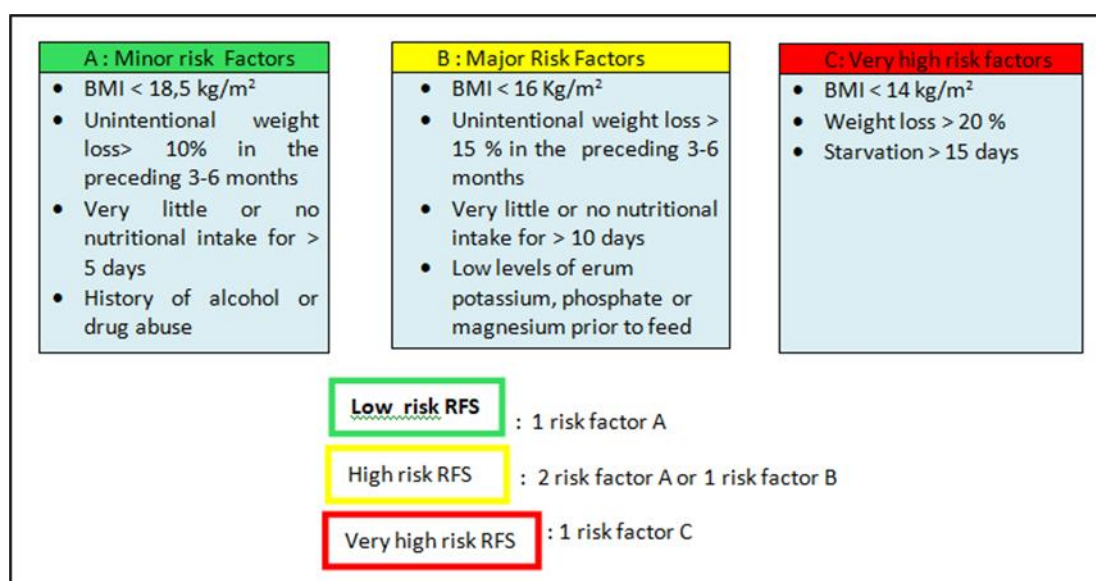 A : Minor risk Factors
• BMI < 18,5 kg/m²
• Unintentional weight
loss> 10% in the
preceding 3-6 months
• Very little or no
nutritional intake for >
5 days
• History of alcohol or
drug abuse
B : Major Risk Factors
• BMI < 16 Kg/m²
• Unintentional weight loss >
15 % in the preceding 3-6
months
• Very little or no nutritional
intake for > 10 days
• Low levels of erum
potassium, phosphate or
magnesium prior to feed
C: Very high risk factors
• BMI < 14 kg/m²
• Weight loss > 20 %
• Starvation > 15 days
Low risk RFS : 1 risk factor A
High risk RFS : 2 risk factor A or 1 risk factor B
Very high risk RFS : 1 risk factor C